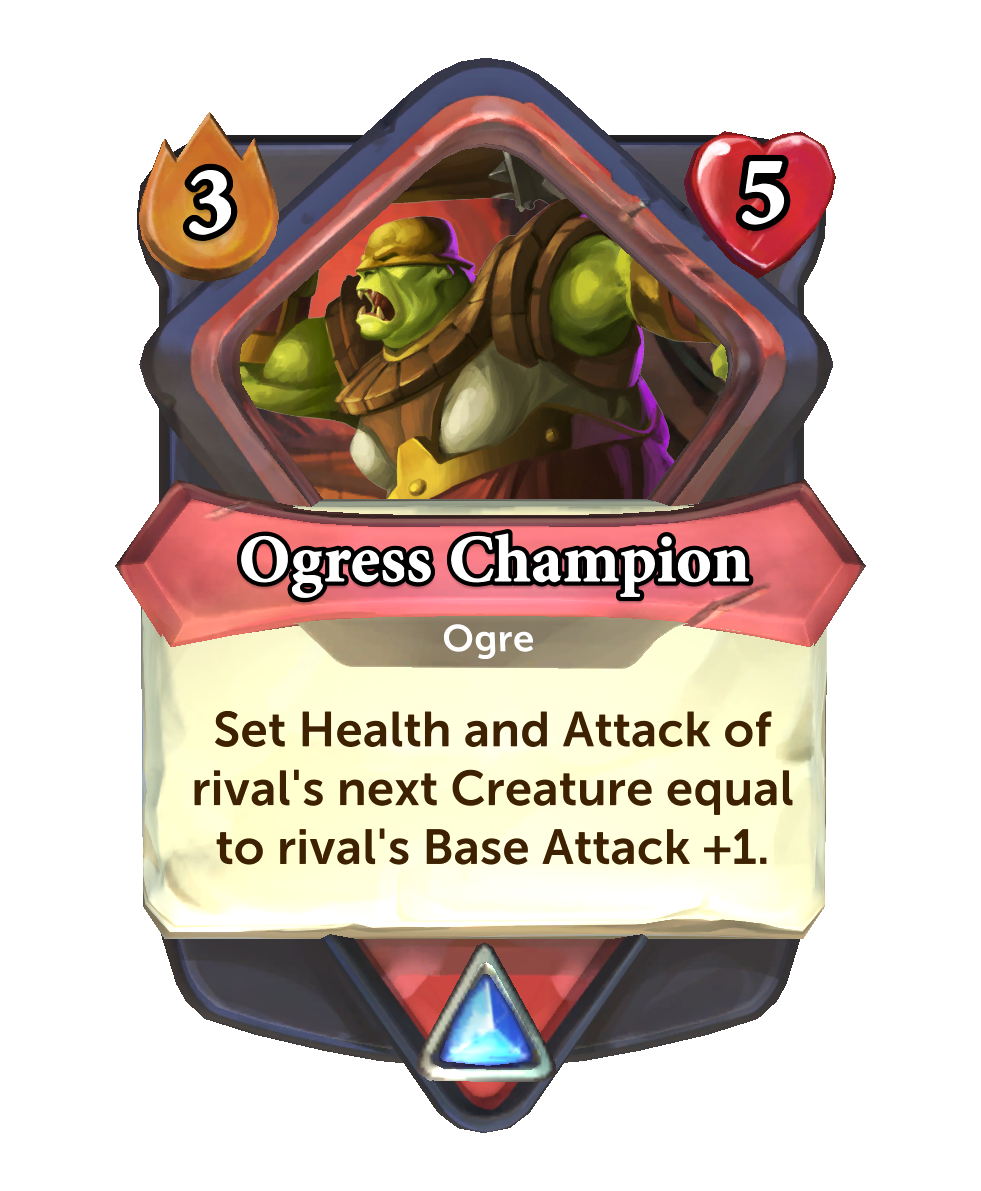 3
5
Ogress Champion
Ogre
Set Health and Attack of
rival's next Creature equal
to rival's Base Attack +1.